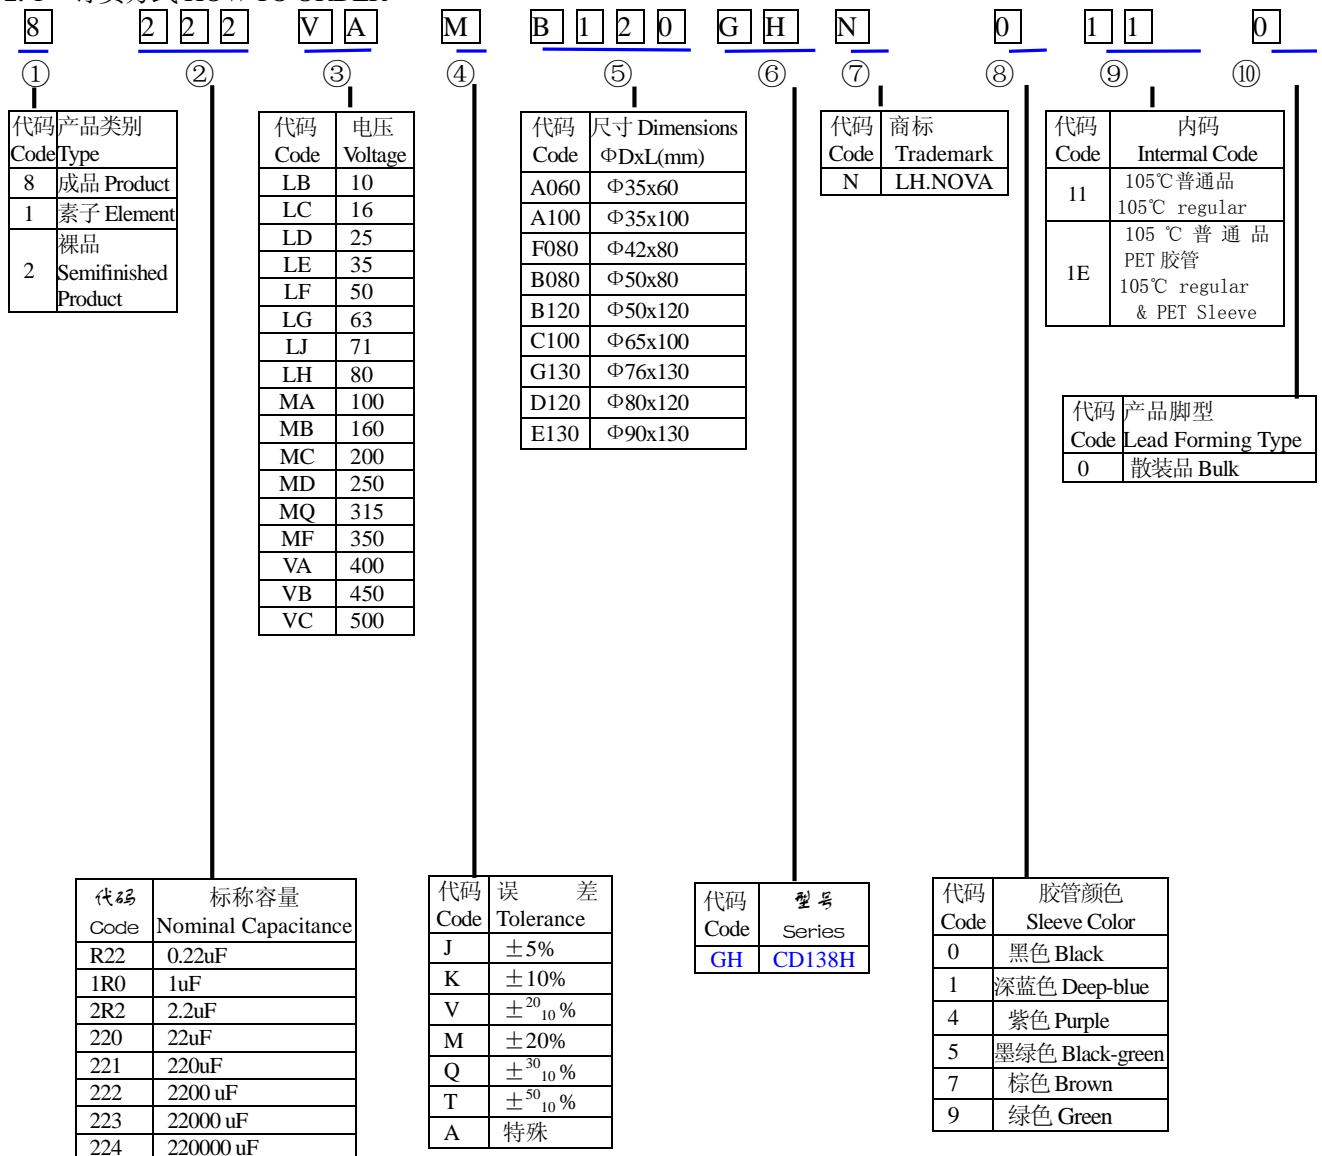 HOW TO ORDER
8 2 2 2 V A M B 1 2 0 G H N 0 1 1 0
① ② ③ ④ ⑤ ⑥ ⑦ ⑧ ⑨ ⑩
代码 产品类别
Code Type
8 成品 Product
1 素子 Element
2 裸品
Semifinished
Product
代码 电压
Code Voltage
LB 10
LC 16
LD 25
LE 35
LF 50
LG 63
LJ 71
LH 80
MA 100
MB 160
MC 200
MD 250
MQ 315
MF 350
VA 400
VB 450
VC 500
代码 尺寸 Dimensions
Code ΦDxL(mm)
A060 Φ35x60
A100 Φ35x100
F080 Φ42x80
B080 Φ50x80
B120 Φ50x120
C100 Φ65x100
G130 Φ76x130
D120 Φ80x120
E130 Φ90x130
代码 商标
Code Trademark
N LH.NOVA
代码 内码
Code Intermal Code
11 105℃普通品
105℃ regular
1E 105 ℃ 普 通 品
PET 胶管
105℃ regular
& PET Sleeve
代码 产品脚型
Code Lead Forming Type
0 散装品 Bulk
代码 标称容量
Code Nominal Capacitance
R22 0.22uF
1R0 1uF
2R2 2.2uF
220 22uF
221 220uF
222 2200 uF
223 22000 uF
224 220000 uF
代码 误 差
Code Tolerance
J ±5%
K ±10%
V ±²⁰₁₀%
M ±20%
Q ±³⁰₁₀%
T ±⁵⁰₁₀%
A 特殊
代码 型号
Code Series
GH CD138H
代码 胶管颜色
Code Sleeve Color
0 黑色 Black
1 深蓝色 Deep-blue
4 紫色 Purple
5 墨绿色 Black-green
7 棕色 Brown
9 绿色 Green